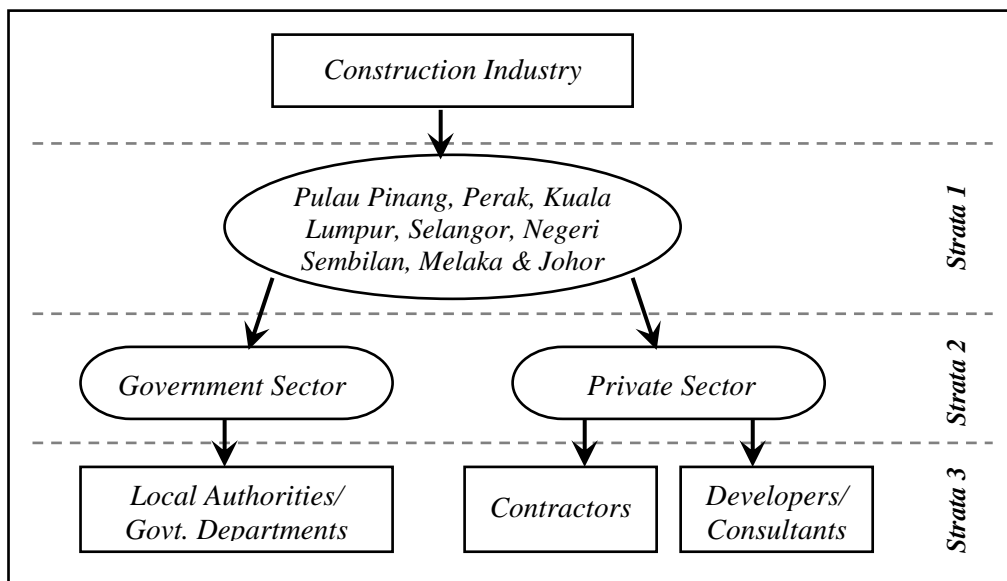 Construction Industry
Pulau Pinang, Perak, Kuala
Lumpur, Selangor, Negeri
Sembilan, Melaka & Johor
Strata 1
Government Sector
Private Sector
Strata 2
Local Authorities/
Govt. Departments
Contractors
Developers/
Consultants
Strata 3